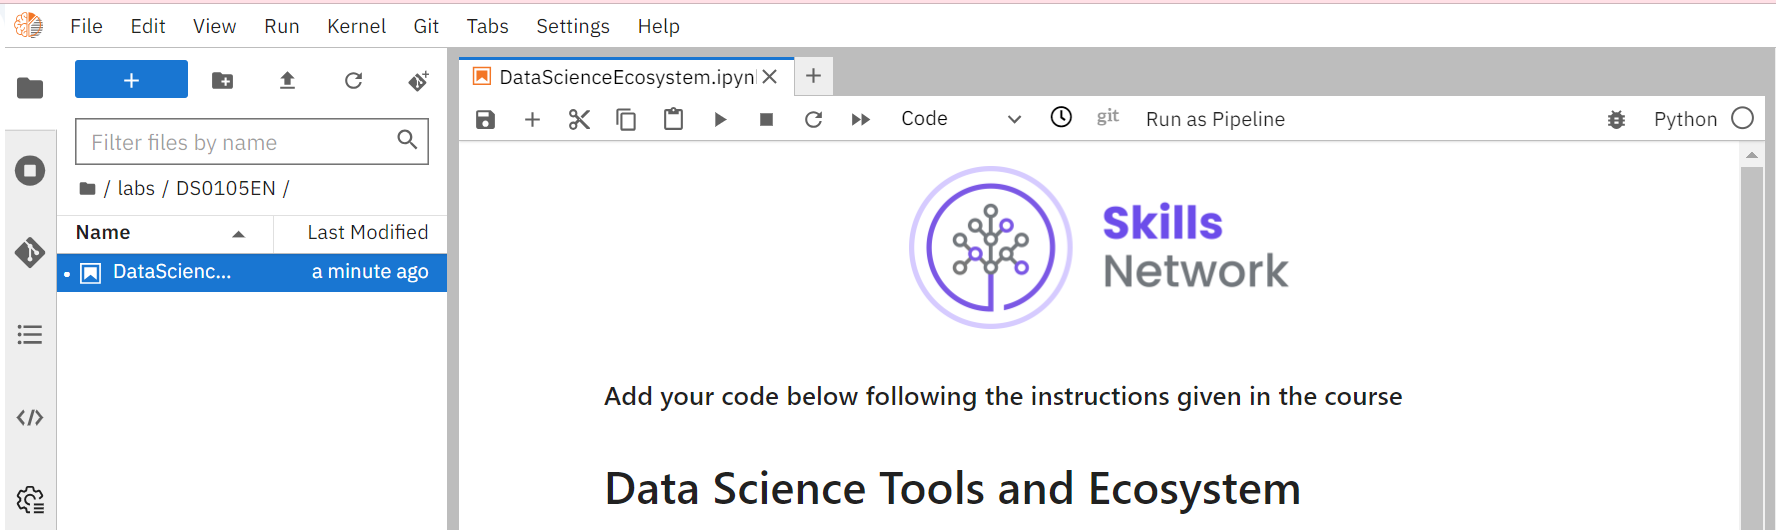 File Edit View Run Kernel Git Tabs Settings Help
DataScienceEcosystem.ipyn
Code git Run as Pipeline Python
Filter files by name
/ labs / DS0105EN /
Name Last Modified
DataScienc... a minute ago
Skills
Network
Add your code below following the instructions given in the course
Data Science Tools and Ecosystem